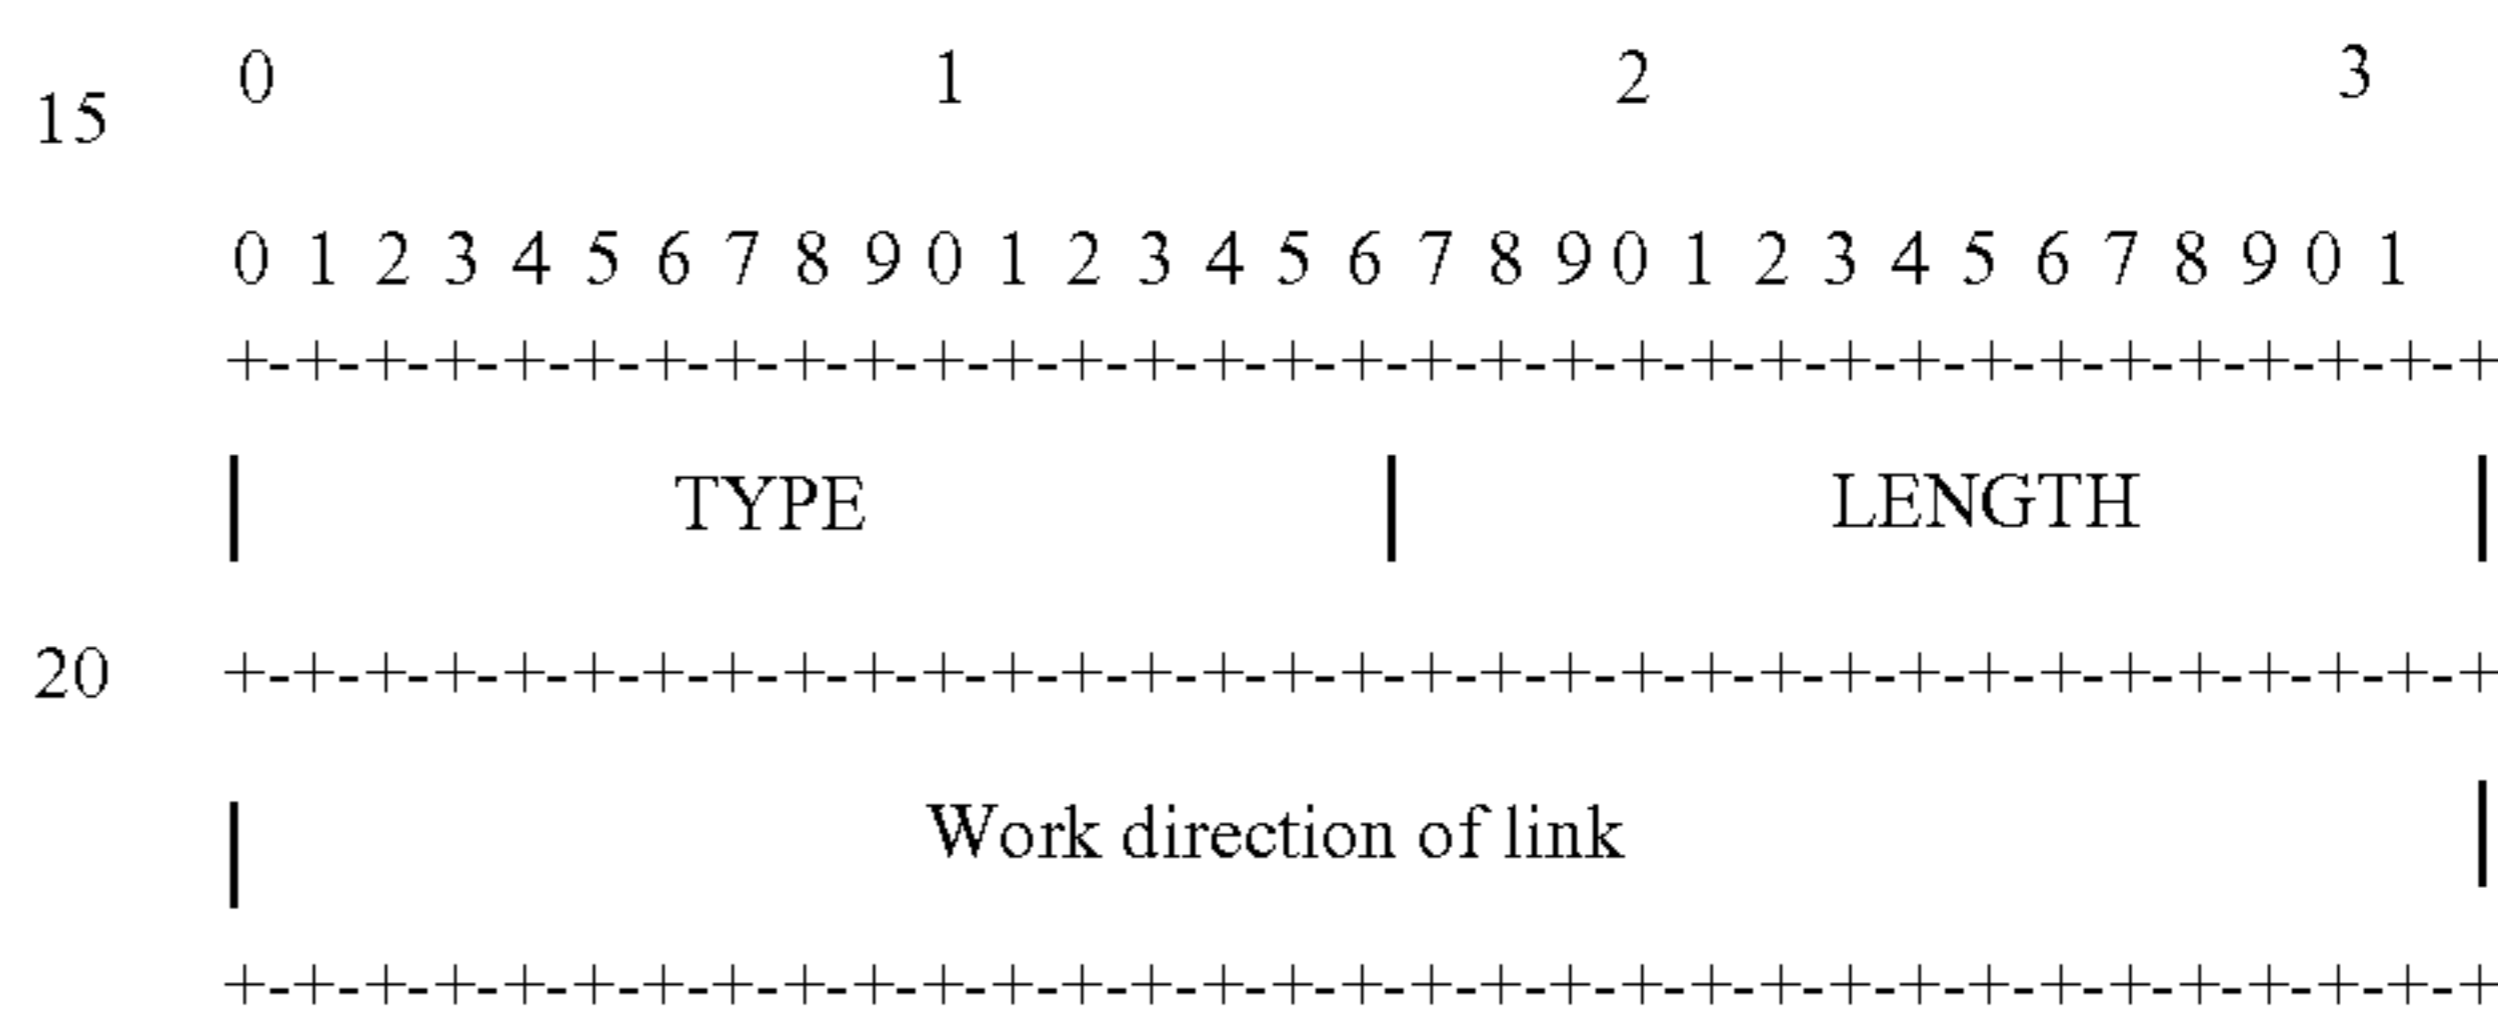 0 1 2 3
15
0 1 2 3 4 5 6 7 8 9 0 1 2 3 4 5 6 7 8 9 0 1 2 3 4 5 6 7 8 9 0 1
+-+-+-+-+-+-+-+-+-+-+-+-+-+-+-+-+-+-+-+-+-+-+-+-+-+-+-+-+-+-+-+-+
| TYPE | LENGTH |
20 +-+-+-+-+-+-+-+-+-+-+-+-+-+-+-+-+-+-+-+-+-+-+-+-+-+-+-+-+-+-+-+-+
| Work direction of link |
+-+-+-+-+-+-+-+-+-+-+-+-+-+-+-+-+-+-+-+-+-+-+-+-+-+-+-+-+-+-+-+-+